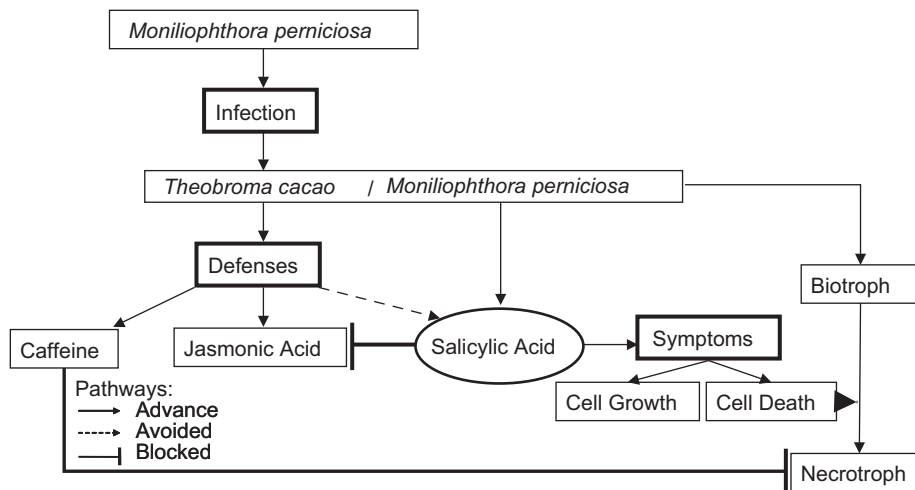 Moniliophthora perniciosa
Infection
Theobroma cacao / Moniliophthora perniciosa
Defenses
Biotroph
Caffeine
Jasmonic Acid
Salicylic Acid
Symptoms
Pathways:
Advance
Avoided
Blocked
Cell Growth
Cell Death
Necrotroph